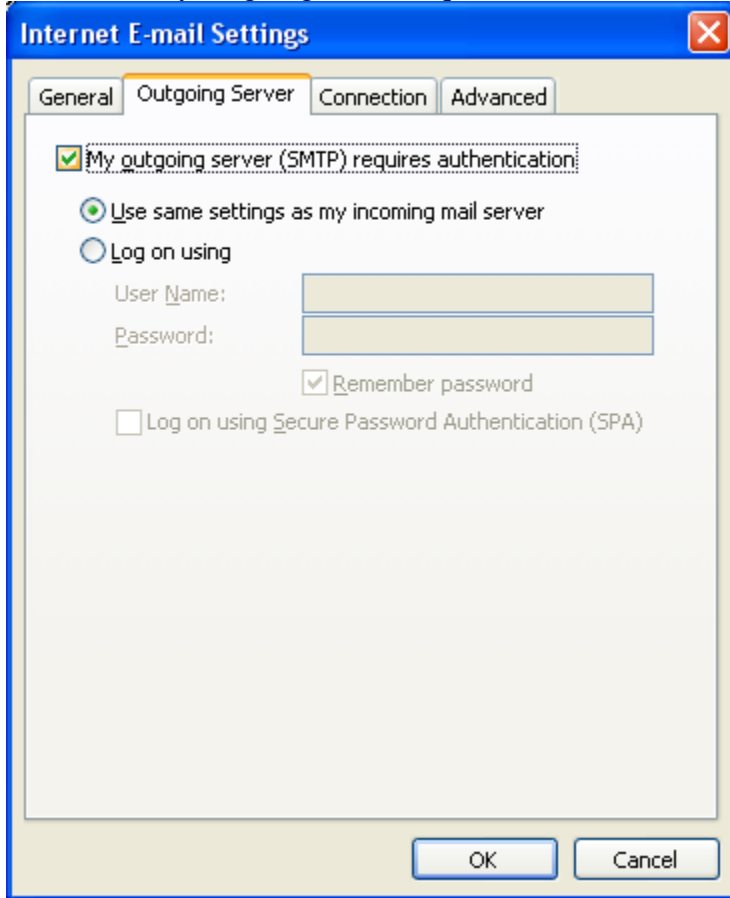 Internet E-mail Settings
General Outgoing Server Connection Advanced
My outgoing server (SMTP) requires authentication
Use same settings as my incoming mail server
Log on using
User Name:
Password:
Remember password
Log on using Secure Password Authentication (SPA)
OK Cancel